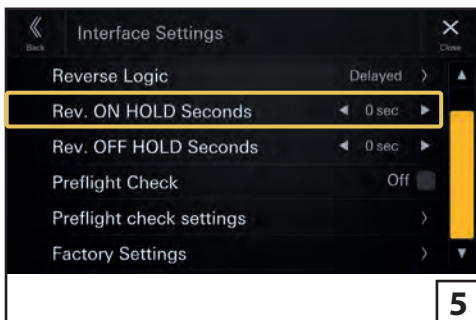 Back
Interface Settings
Close
Reverse Logic Delayed
Rev. ON HOLD Seconds 0 sec
Rev. OFF HOLD Seconds 0 sec
Preflight Check Off
Preflight check settings
Factory Settings
5